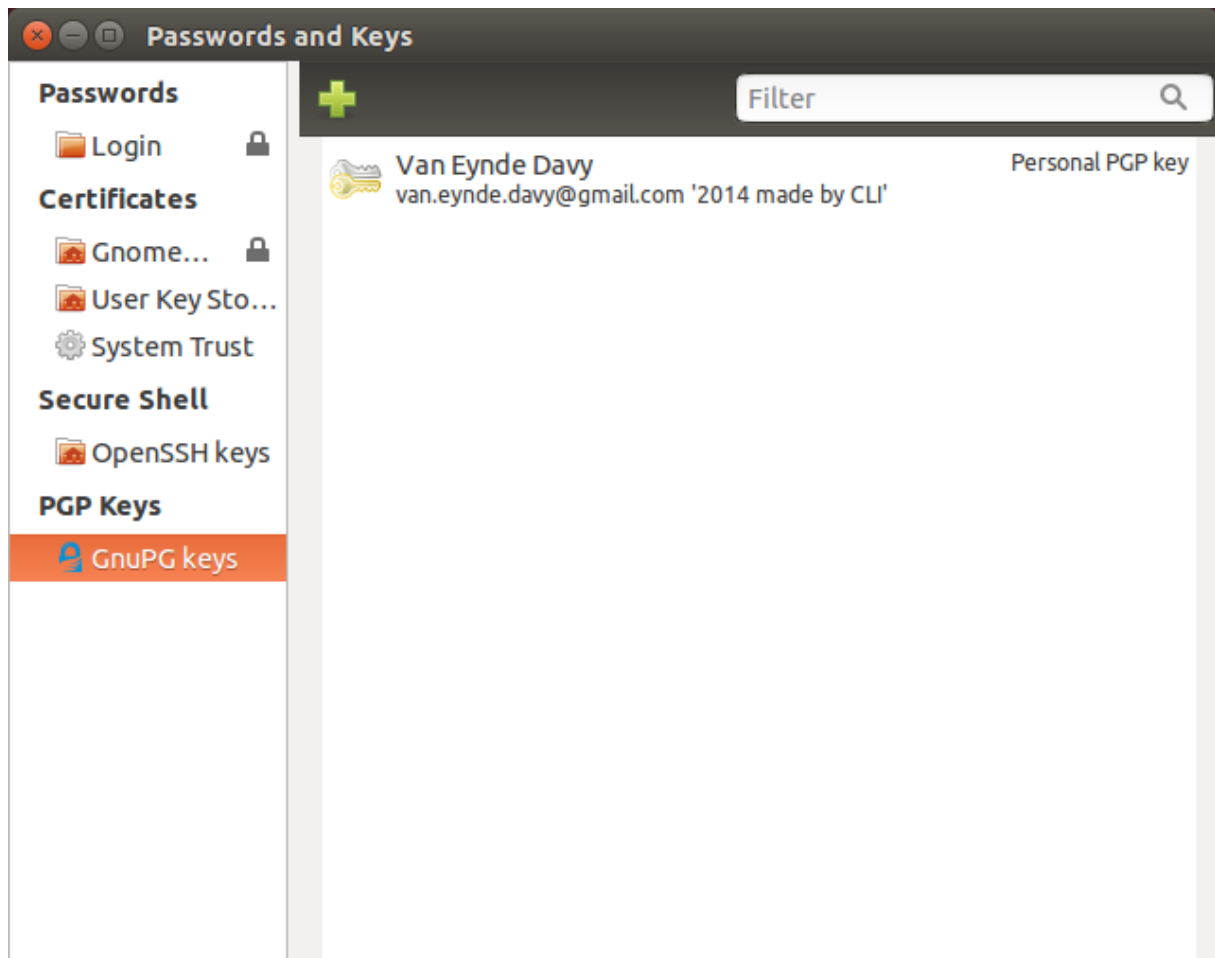 Passwords and Keys
Passwords
Login
Certificates
Gnome...
User Key Sto...
System Trust
Secure Shell
OpenSSH keys
PGP Keys
GnuPG keys
Filter
Van Eynde Davy
Personal PGP key
van.eynde.davy@gmail.com '2014 made by CLI'